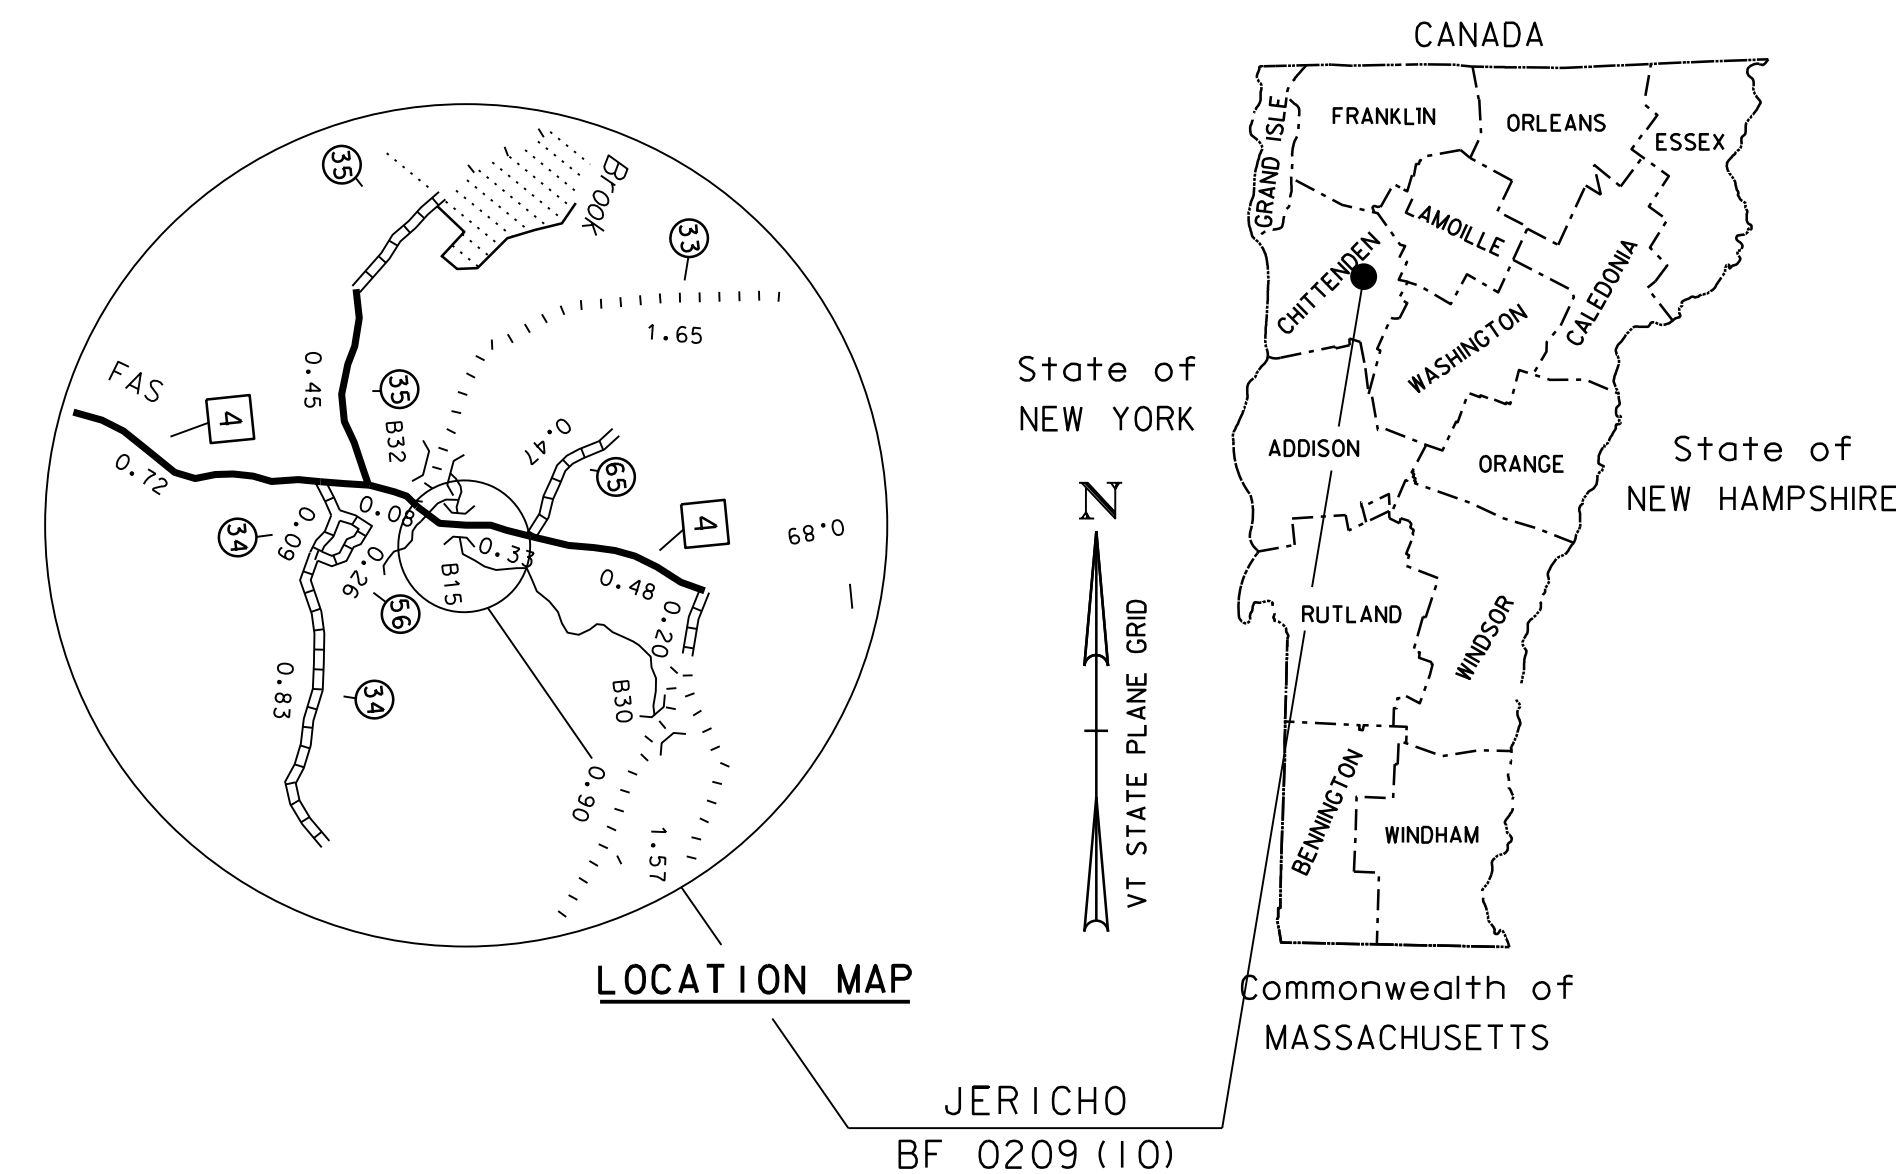 CANADA
GRAND ISLE
FRANKLIN
ORLEANS
ESSEX
VT
LAMOILLE
CHITTENDEN
CALEDONIA
WASHINGTON
State of
NEW YORK
ADDISON
ORANGE
State of
NEW HAMPSHIRE
RUTLAND
WINDSOR
BENNINGTON
WINDHAM
Commonwealth of
MASSACHUSETTS
N
VT STATE PLANE GRID
35
Brook
33
1.65
0.45
FAS
4
35
B32
0.47
65
0.72
0.08
4
0.89
34
0.09
0.26
56
0.33
B15
0.48
0.20
0.83
34
B30
0.90
1.57
LOCATION MAP
JERICHO
BF 0209(10)